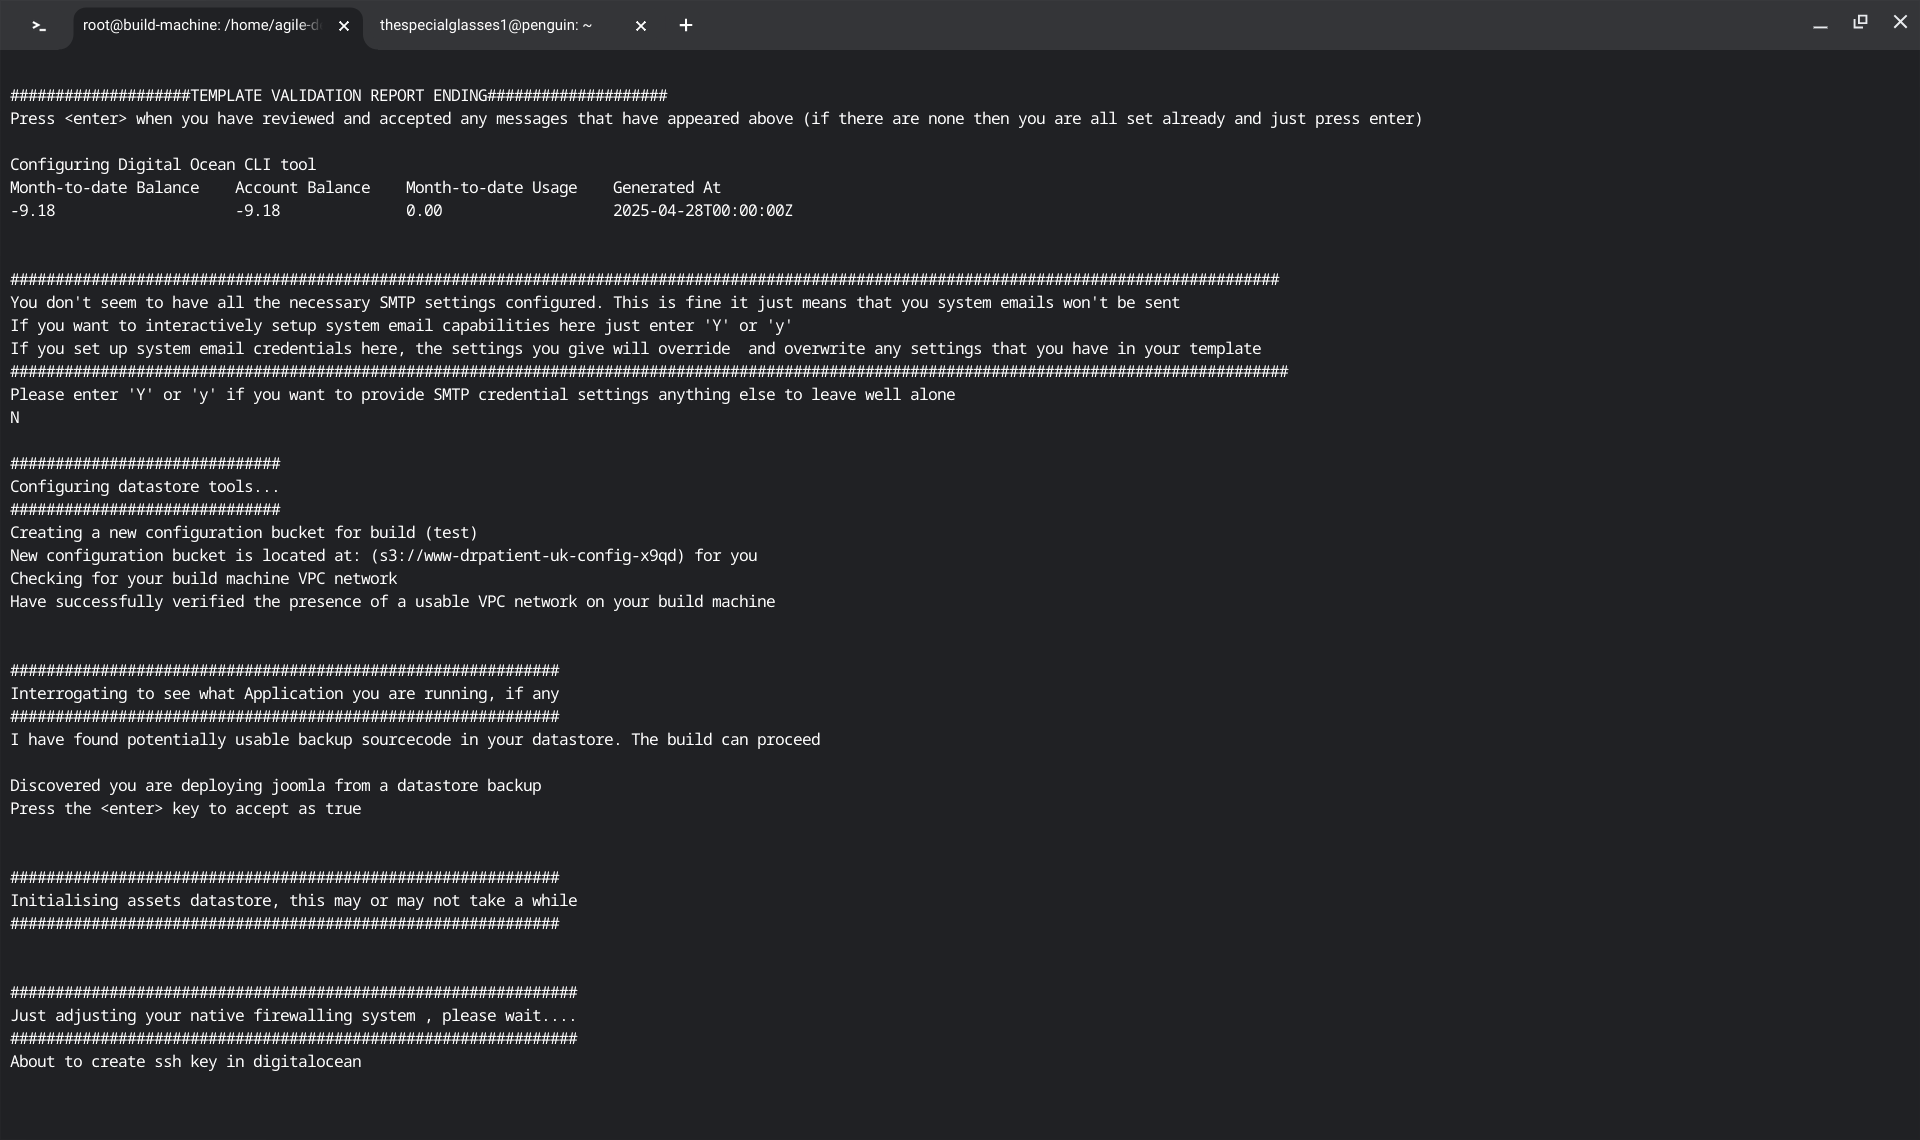 root@build-machine: /home/agile-d
thespecialglasses1@penguin: ~
####################TEMPLATE VALIDATION REPORT ENDING####################
Press <enter> when you have reviewed and accepted any messages that have appeared above (if there are none then you are all set already and just press enter)
Configuring Digital Ocean CLI tool
Month-to-date Balance    Account Balance    Month-to-date Usage    Generated At
-9.18                    -9.18              0.00                   2025-04-28T00:00:00Z
#############################################################################################################################################
You don't seem to have all the necessary SMTP settings configured. This is fine it just means that you system emails won't be sent
If you want to interactively setup system email capabilities here just enter 'Y' or 'y'
If you set up system email credentials here, the settings you give will override  and overwrite any settings that you have in your template
##############################################################################################################################################
Please enter 'Y' or 'y' if you want to provide SMTP credential settings anything else to leave well alone
N
##############################
Configuring datastore tools...
##############################
Creating a new configuration bucket for build (test)
New configuration bucket is located at: (s3://www-drpatient-uk-config-x9qd) for you
Checking for your build machine VPC network
Have successfully verified the presence of a usable VPC network on your build machine
#############################################################
Interrogating to see what Application you are running, if any
#############################################################
I have found potentially usable backup sourcecode in your datastore. The build can proceed
Discovered you are deploying joomla from a datastore backup
Press the <enter> key to accept as true
#############################################################
Initialising assets datastore, this may or may not take a while
#############################################################
###############################################################
Just adjusting your native firewalling system , please wait....
###############################################################
About to create ssh key in digitalocean